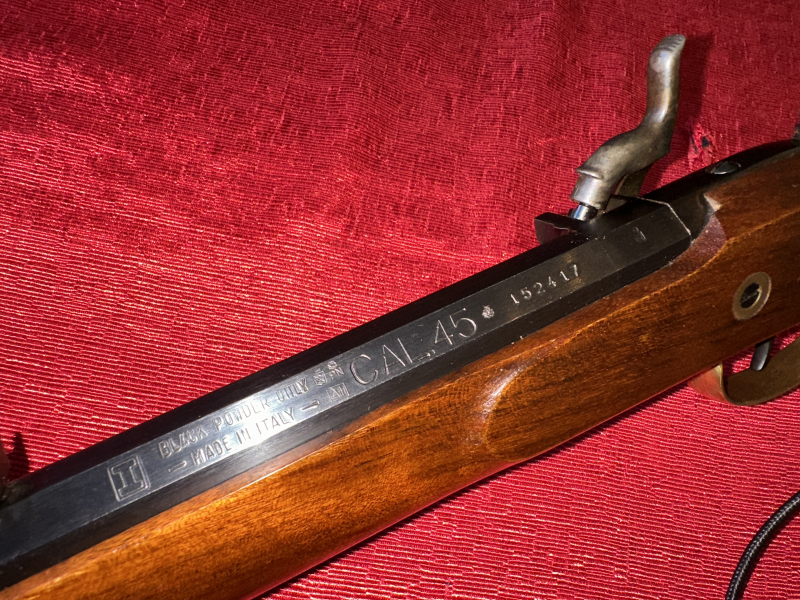 I
BLACK POWDER ONLY
— MADE IN ITALY —
CAL. 45
152417